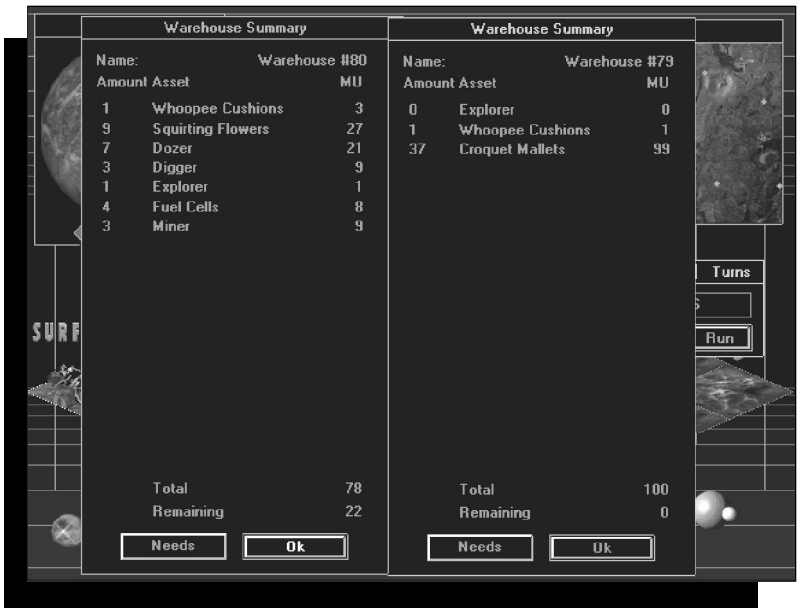 Warehouse Summary
Name: Warehouse #80
Amount Asset MU
1 Whoopee Cushions 3
9 Squirting Flowers 27
7 Dozer 21
3 Digger 9
1 Explorer 1
4 Fuel Cells 8
3 Miner 9
Total 78
Remaining 22
Needs Ok
Warehouse Summary
Name: Warehouse #79
Amount Asset MU
0 Explorer 0
1 Whoopee Cushions 1
37 Croquet Mallets 99
Total 100
Remaining 0
Needs Ok
Turns
Run
SURF